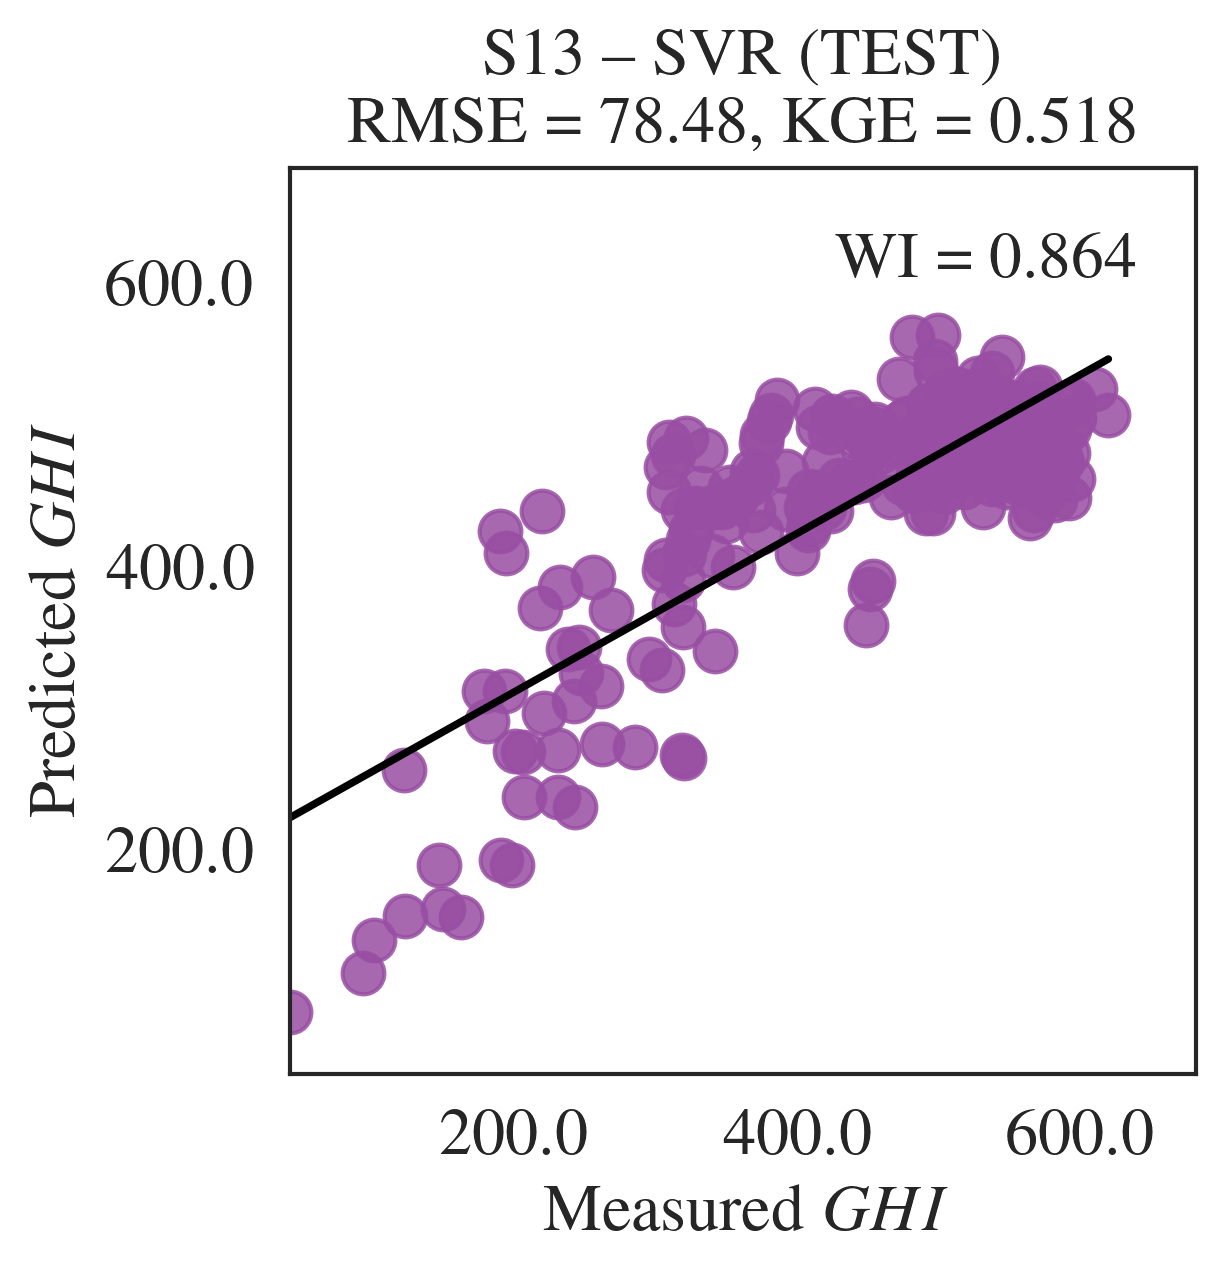 S13 – SVR (TEST)
RMSE = 78.48, KGE = 0.518
WI = 0.864
600.0
400.0
200.0
Predicted GHI
200.0 400.0 600.0
Measured GHI